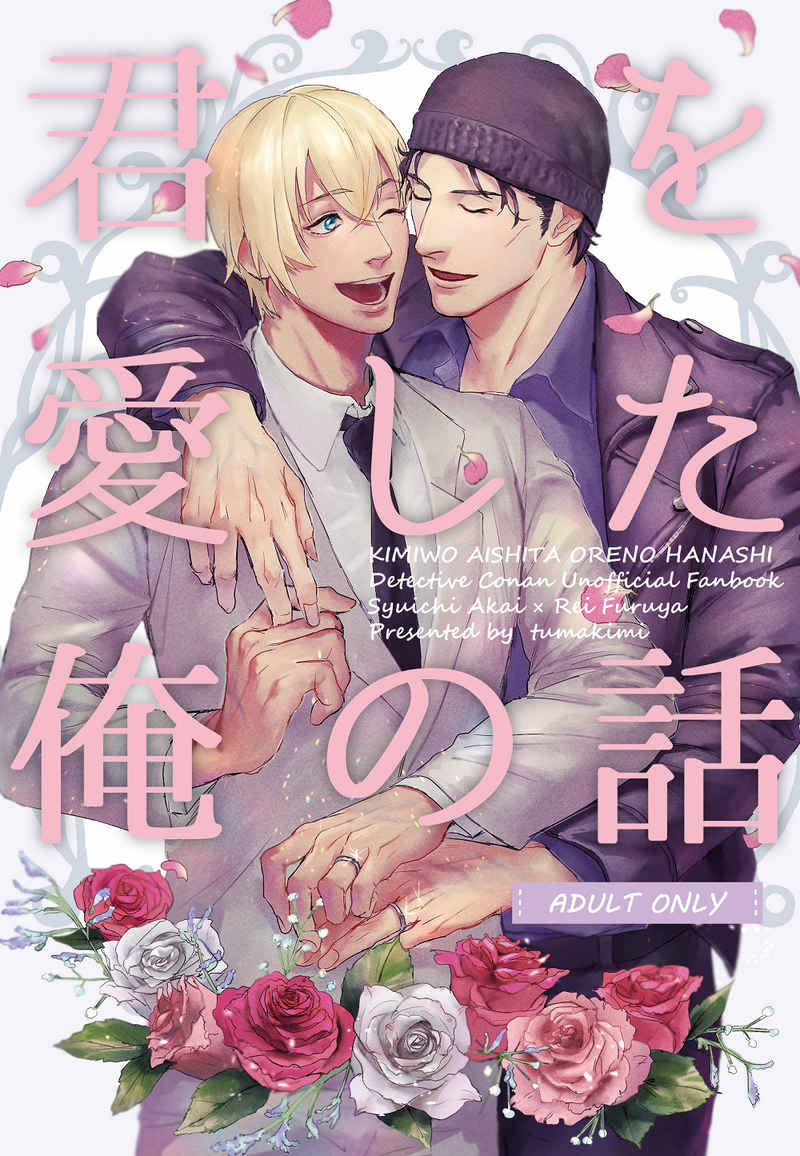 君を
愛した
俺の話
KIMIWO AISHITA ORENO HANASHI
Detective Conan Unofficial Fanbook
Syuichi Akai × Rei Furuya
Presented by tumakimi
ADULT ONLY